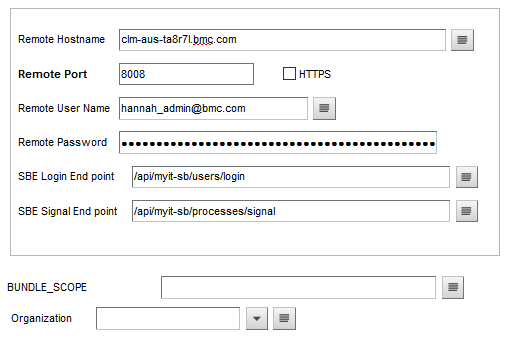 Remote Hostname clm-aus-ta8r7l.bmc.com
Remote Port 8008 HTTPS
Remote User Name hannah_admin@bmc.com
Remote Password ●●●●●●●●●●●●●●●●●●●●●●●●●●●●●●●●●●●●●●●●●●●●●
SBE Login End point /api/myit-sb/users/login
SBE Signal End point /api/myit-sb/processes/signal
BUNDLE_SCOPE
Organization